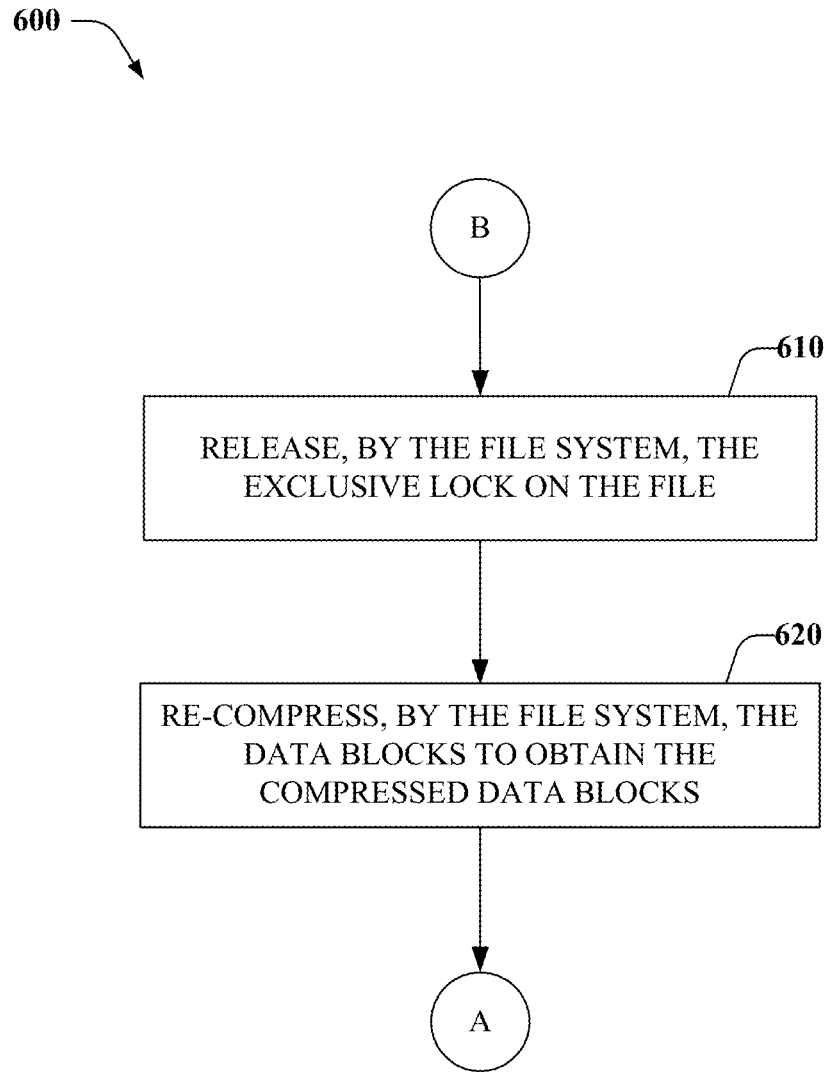 600
B
610
RELEASE, BY THE FILE SYSTEM, THE
EXCLUSIVE LOCK ON THE FILE
620
RE-COMPRESS, BY THE FILE SYSTEM, THE
DATA BLOCKS TO OBTAIN THE
COMPRESSED DATA BLOCKS
A